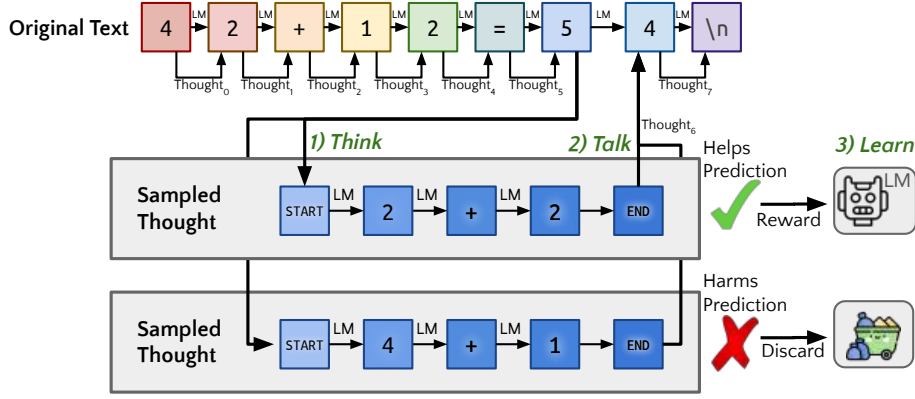 Original Text
4 LM 2 LM + LM 1 LM 2 LM = LM 5 LM 4 LM \n
Thought0 Thought1 Thought2 Thought3 Thought4 Thought5 Thought7
Thought6
1) Think
2) Talk
Helps
Prediction
3) Learn
Sampled
Thought
START LM 2 LM + LM 2 END
Reward
LM
Harms
Prediction
Sampled
Thought
START LM 4 LM + LM 1 END
Discard